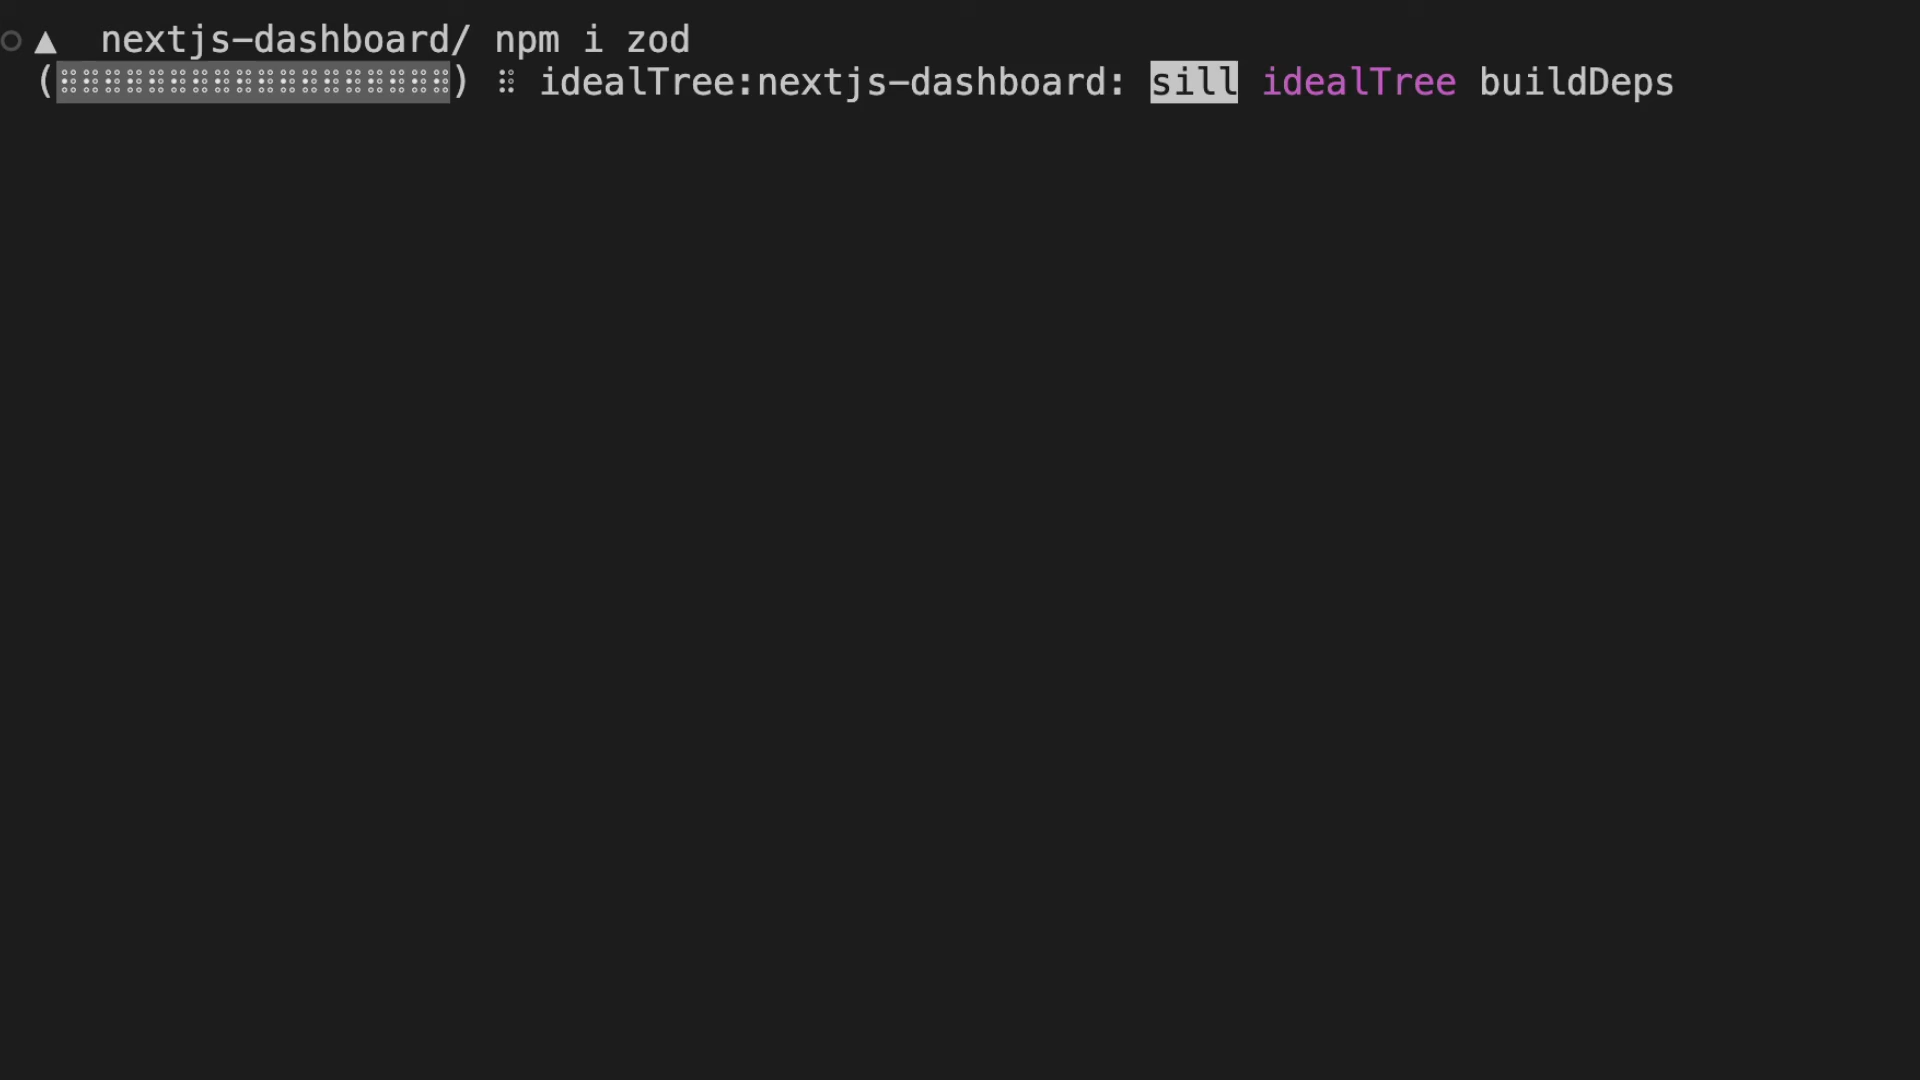 ▲ nextjs-dashboard/ npm i zod
(⠿⠿⠿⠿⠿⠿⠿⠿⠿⠿⠿⠿⠿⠿⠿⠿⠿⠿) ⠿ idealTree:nextjs-dashboard: sill idealTree buildDeps